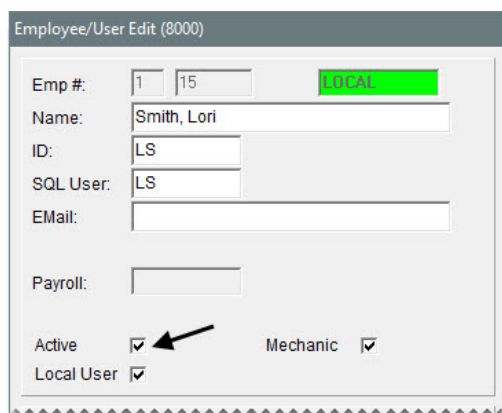 Employee/User Edit (8000)
Emp #: 1 15 LOCAL
Name: Smith, Lori
ID: LS
SQL User: LS
EMail:
Payroll:
Active Mechanic
Local User